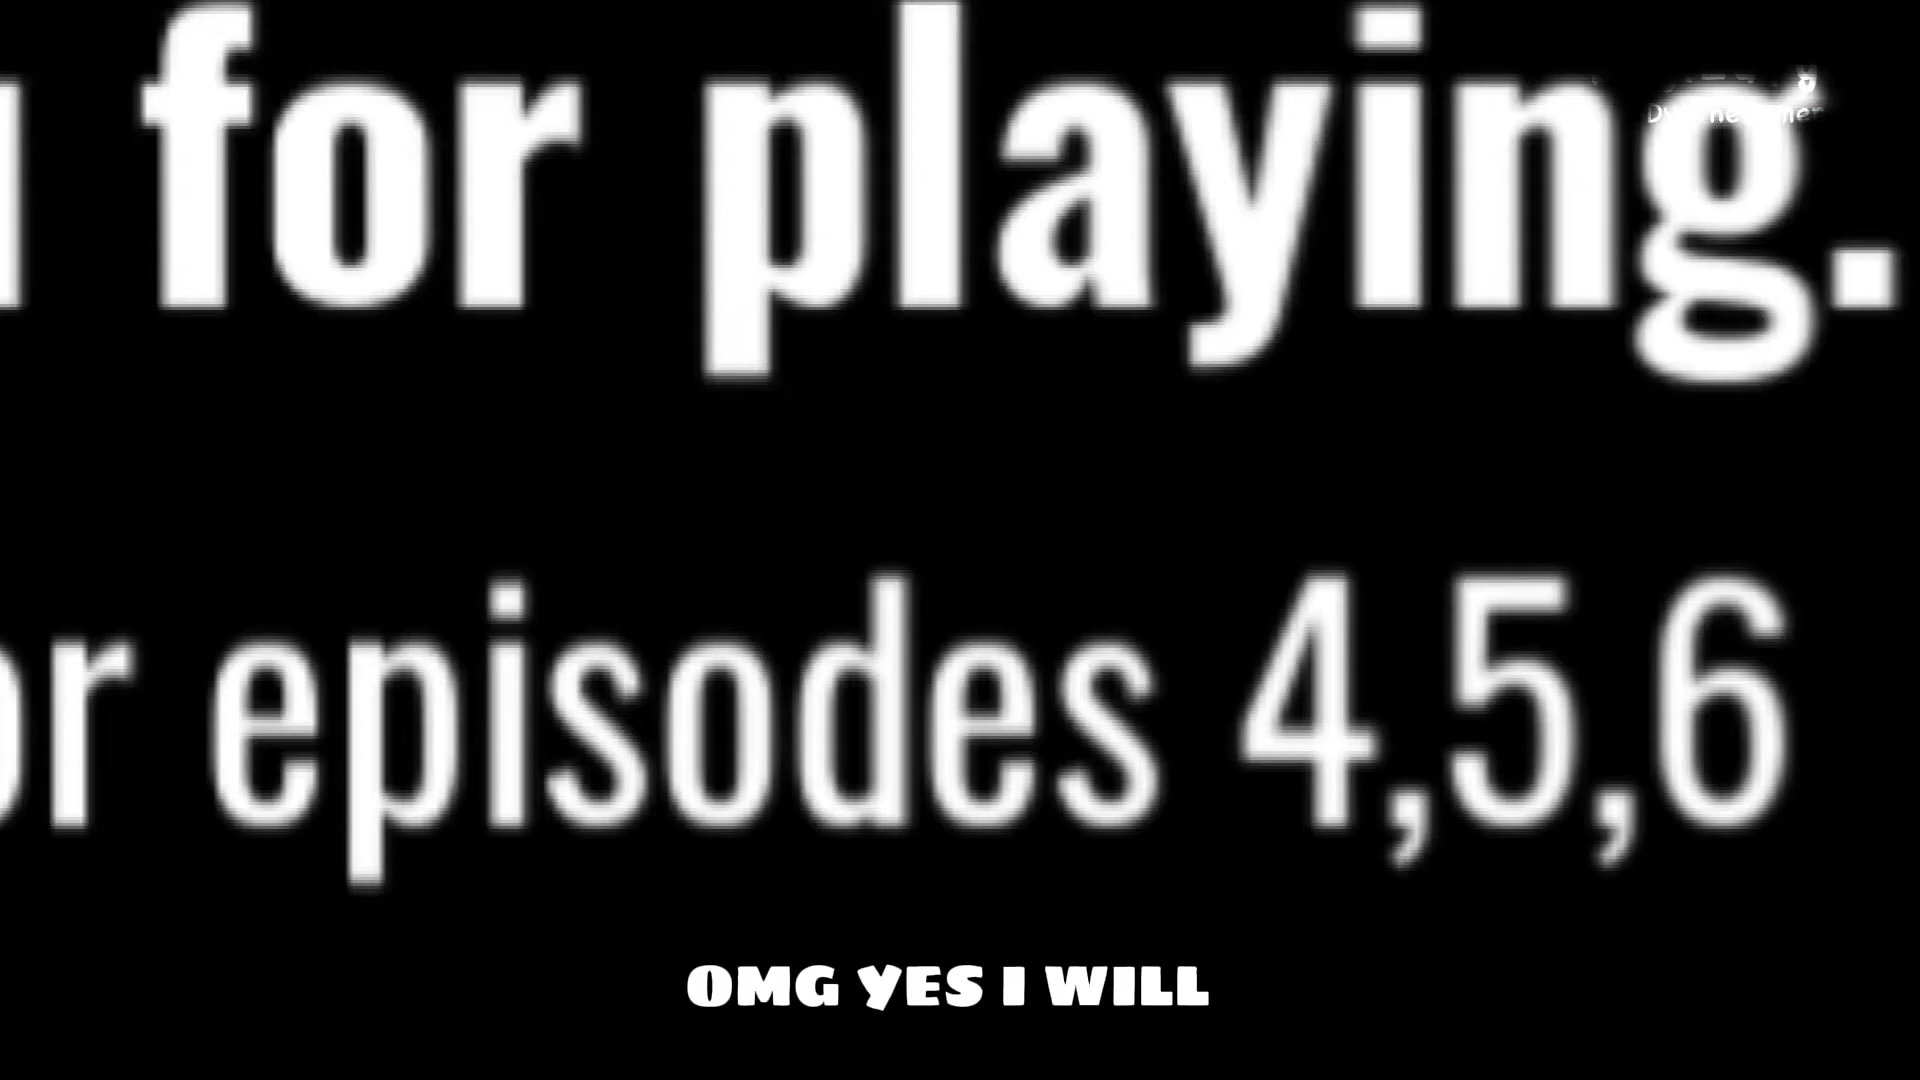 for playing.
episodes 4,5,6
OMG YES I WILL